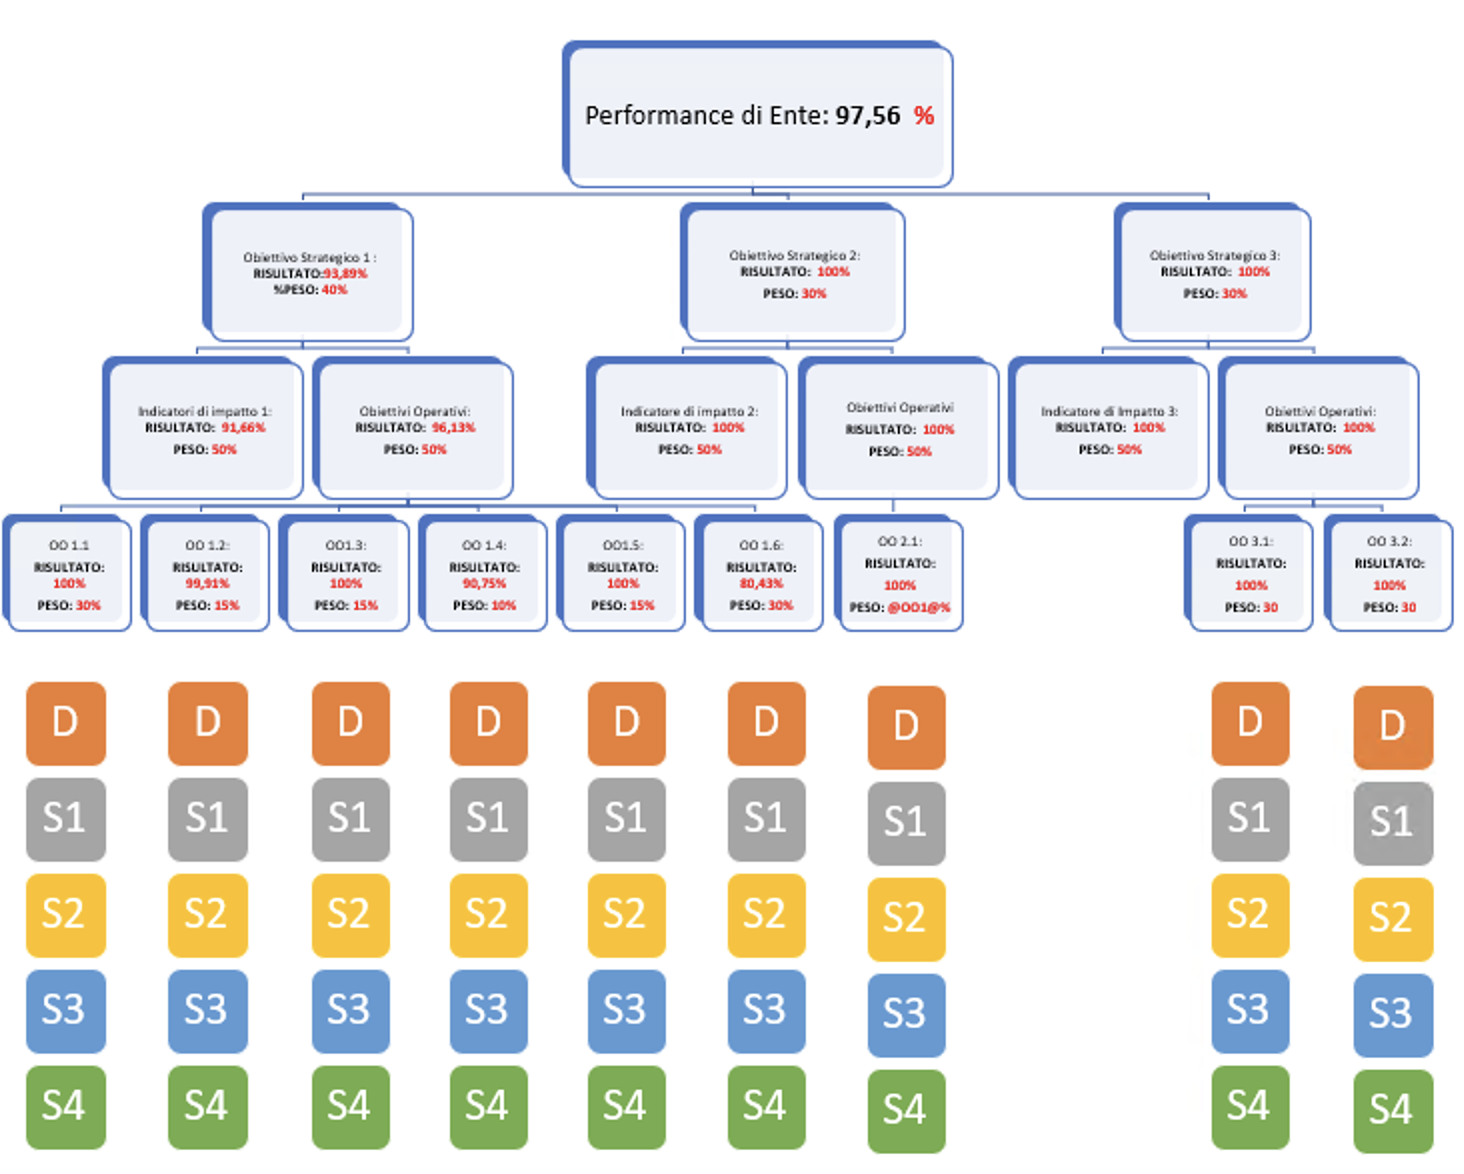 Performance di Ente: 97,56 %
Obiettivo Strategico 1 :
RISULTATO:93,89%
%PESO: 40%
Obiettivo Strategico 2:
RISULTATO: 100%
PESO: 30%
Obiettivo Strategico 3:
RISULTATO: 100%
PESO: 30%
Indicatori di impatto 1:
RISULTATO: 91,66%
PESO: 50%
Obiettivi Operativi:
RISULTATO: 96,13%
PESO: 50%
Indicatore di impatto 2:
RISULTATO: 100%
PESO: 50%
Obiettivi Operativi
RISULTATO: 100%
PESO: 50%
Indicatore di Impatto 3:
RISULTATO: 100%
PESO: 50%
Obiettivi Operativi:
RISULTATO: 100%
PESO: 50%
OO 1.1
RISULTATO:
100%
PESO: 30%
OO 1.2:
RISULTATO:
99,91%
PESO: 15%
OO1.3:
RISULTATO:
100%
PESO: 15%
OO 1.4:
RISULTATO:
90,75%
PESO: 10%
OO1.5:
RISULTATO:
100%
PESO: 15%
OO 1.6:
RISULTATO:
80,43%
PESO: 30%
OO 2.1:
RISULTATO:
100%
PESO: @OO1@%
OO 3.1:
RISULTATO:
100%
PESO: 30
OO 3.2:
RISULTATO:
100%
PESO: 30
D D D D D D D D D
S1 S1 S1 S1 S1 S1 S1 S1 S1
S2 S2 S2 S2 S2 S2 S2 S2 S2
S3 S3 S3 S3 S3 S3 S3 S3 S3
S4 S4 S4 S4 S4 S4 S4 S4 S4